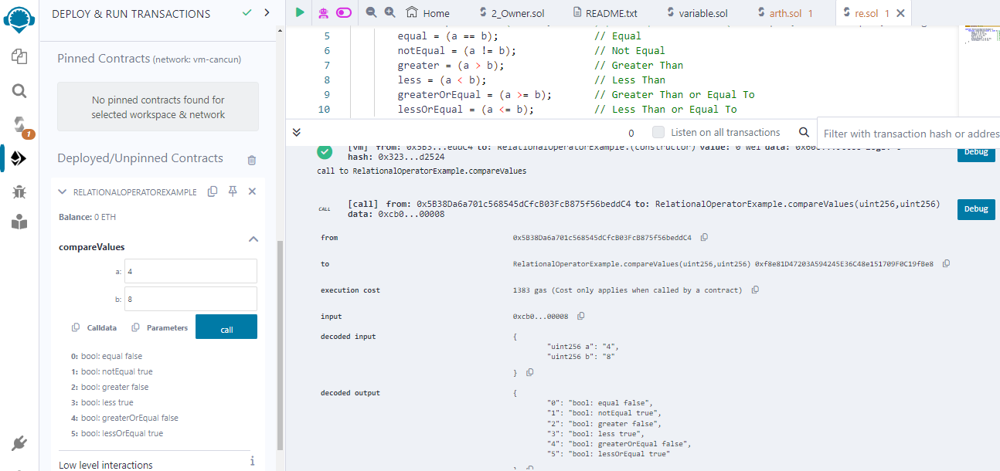 DEPLOY & RUN TRANSACTIONS
Pinned Contracts (network: vm-cancun)
No pinned contracts found for
selected workspace & network
1
Deployed/Unpinned Contracts
RELATIONALOPERATOREXAMPLE
Balance: 0 ETH
compareValues
a: 4
b: 8
Calldata Parameters call
0: bool: equal false
1: bool: notEqual true
2: bool: greater false
3: bool: less true
4: bool: greaterOrEqual false
5: bool: lessOrEqual true
Low level interactions
Home 2_Owner.sol README.txt variable.sol arth.sol 1 re.sol 1
5 equal = (a == b); // Equal
6 notEqual = (a != b); // Not Equal
7 greater = (a > b); // Greater Than
8 less = (a < b); // Less Than
9 greaterOrEqual = (a >= b); // Greater Than or Equal To
10 lessOrEqual = (a <= b); // Less Than or Equal To
0 Listen on all transactions Filter with transaction hash or addres
[vm] from: 0x5B3...eddC4 to: RelationalOperatorExample.(constructor) value: 0 wei
hash: 0x323...d2524
Debug
call to RelationalOperatorExample.compareValues
CALL [call] from: 0x5B38Da6a701c568545dCfcB03FcB875f56beddC4 to: RelationalOperatorExample.compareValues(uint256,uint256)
data: 0xcb0...00008
Debug
from 0x5B38Da6a701c568545dCfcB03FcB875f56beddC4
to RelationalOperatorExample.compareValues(uint256,uint256) 0xf8e81D47203A594245E36C48e151709F0C19fBe8
execution cost 1383 gas (Cost only applies when called by a contract)
input 0xcb0...00008
decoded input {
"uint256 a": "4",
"uint256 b": "8"
}
decoded output {
"0": "bool: equal false",
"1": "bool: notEqual true",
"2": "bool: greater false",
"3": "bool: less true",
"4": "bool: greaterOrEqual false",
"5": "bool: lessOrEqual true"
}